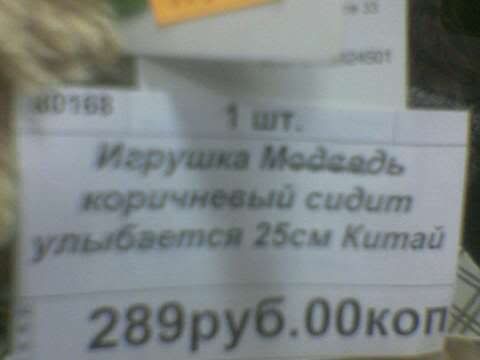 80168
1 шт.
Игрушка Медведь
коричневый сидит
улыбается 25см Китай
289руб.00коп